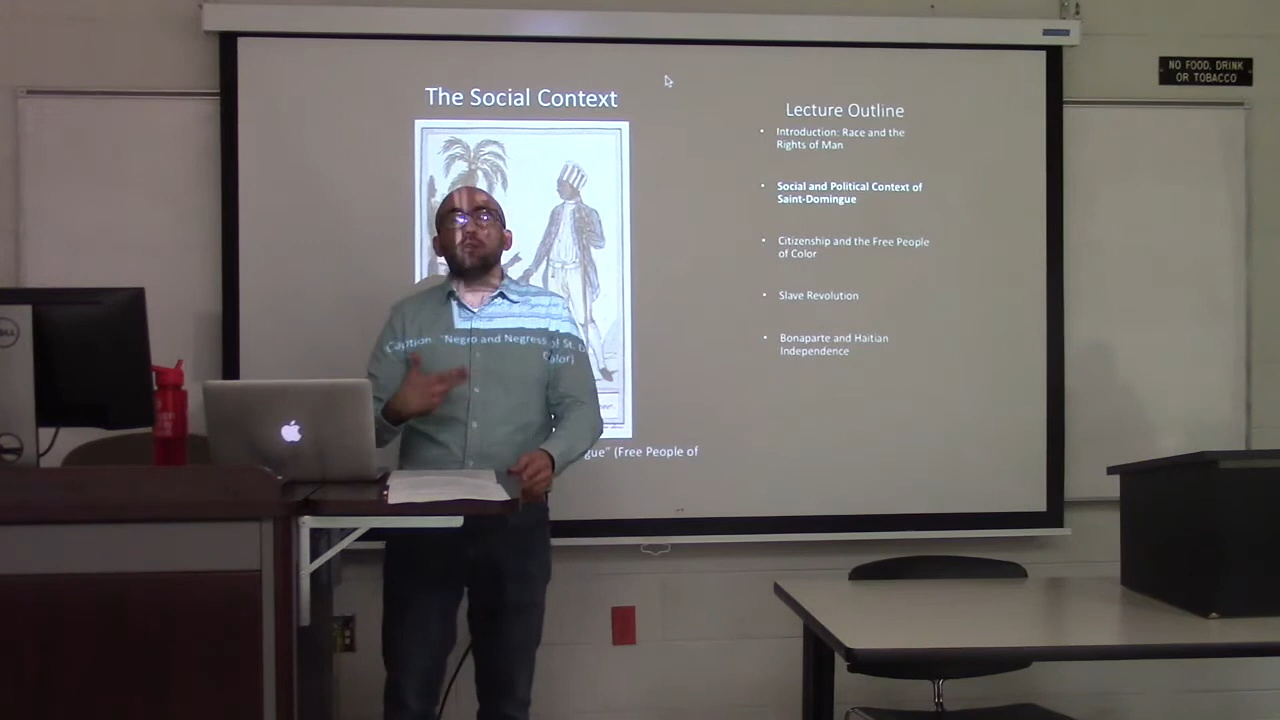 NO FOOD, DRINK
OR TOBACCO
The Social Context
Lecture Outline
• Introduction: Race and the
Rights of Man
• Social and Political Context of
Saint-Domingue
• Citizenship and the Free People
of Color
• Slave Revolution
• Bonaparte and Haitian
Independence
Caption: "Negro and Negress of St. D
Color)
gue" (Free People of